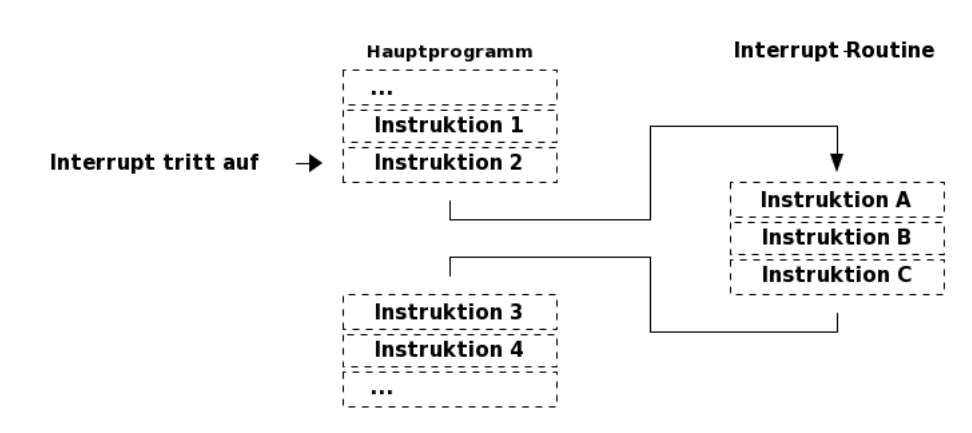 Hauptprogramm
Interrupt-Routine
...
Instruktion 1
Interrupt tritt auf
Instruktion 2
Instruktion A
Instruktion B
Instruktion C
Instruktion 3
Instruktion 4
...